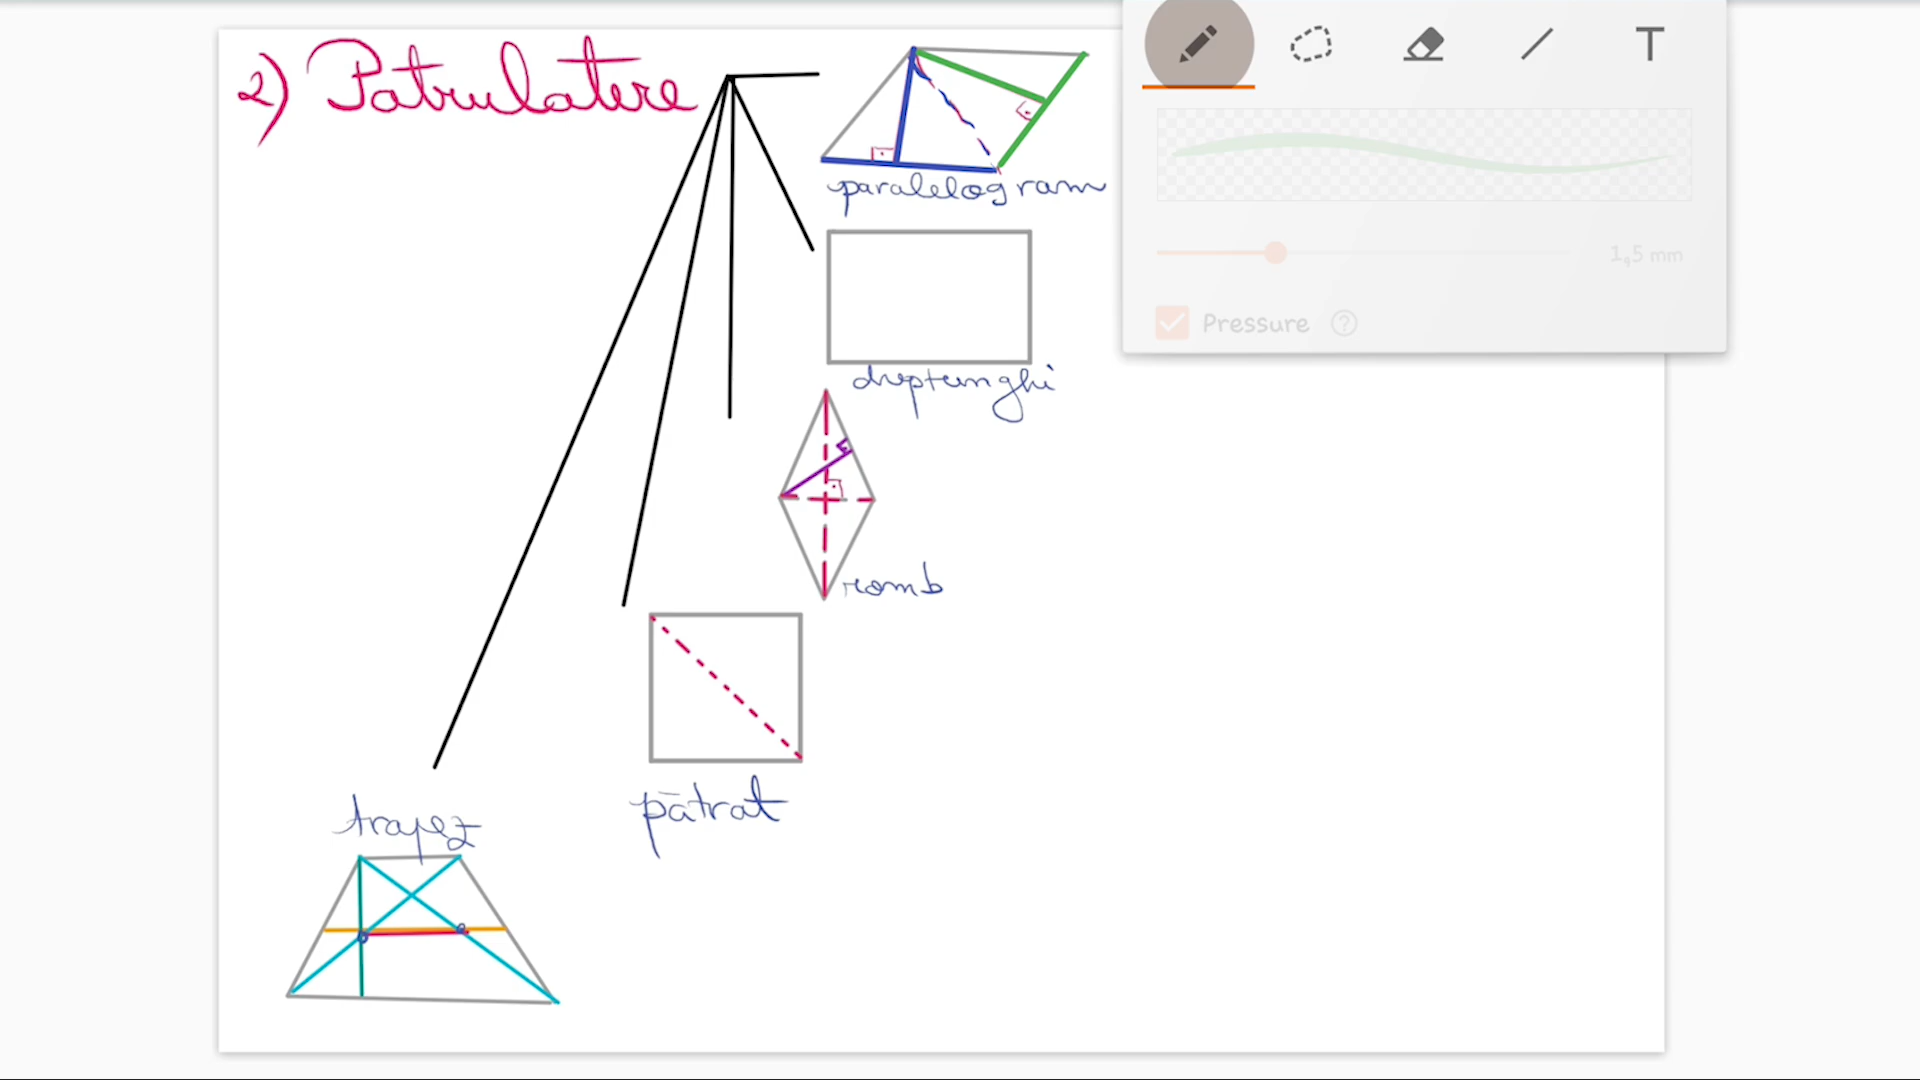 2) Patrulatere
T
paralelogram
1,5 mm
Pressure ?
dreptunghi
romb
pătrat
trapez